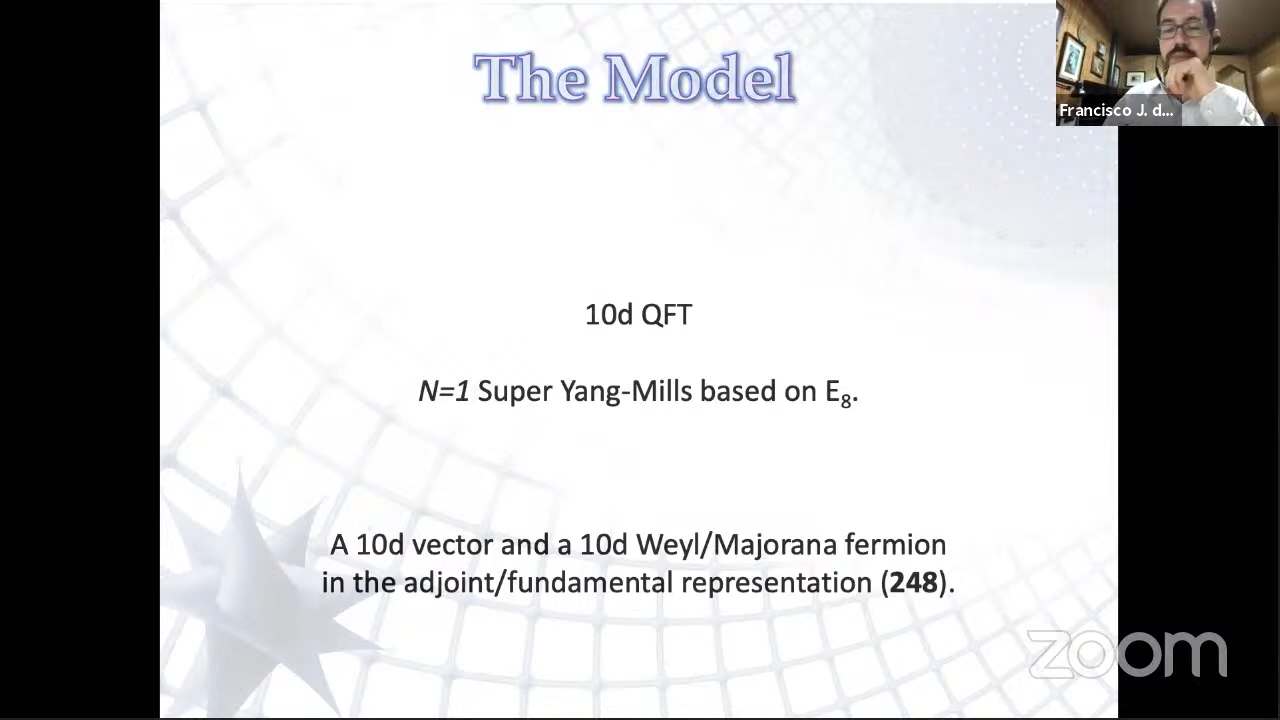 The Model
Francisco J. d...
10d QFT
N=1 Super Yang-Mills based on E₈.
A 10d vector and a 10d Weyl/Majorana fermion
in the adjoint/fundamental representation (248).
zoom